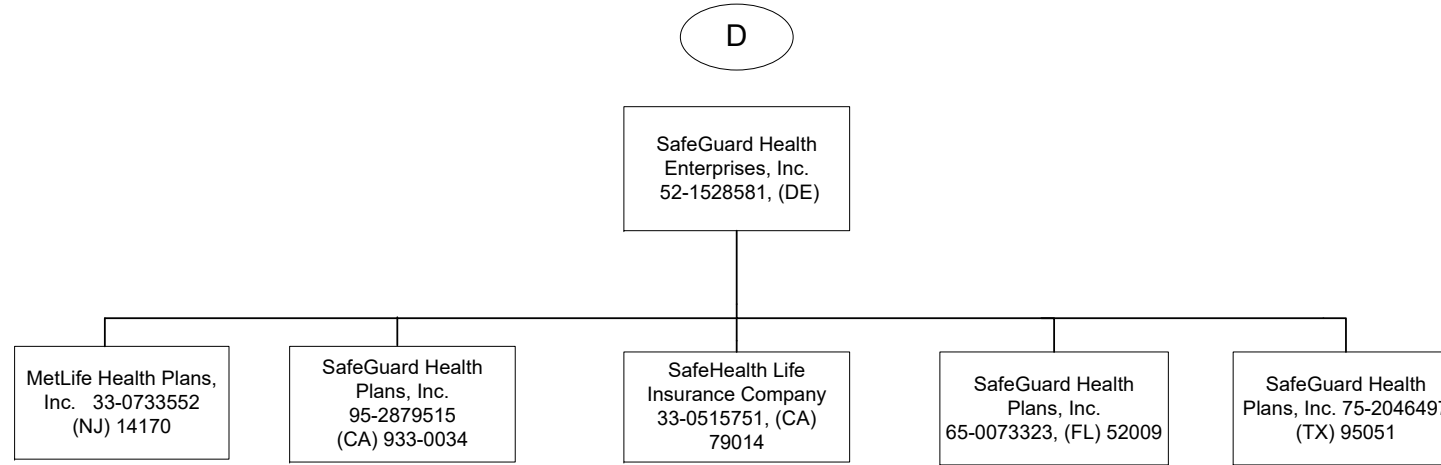 D
SafeGuard Health
Enterprises, Inc.
52-1528581, (DE)
MetLife Health Plans,
Inc. 33-0733552
(NJ) 14170
SafeGuard Health
Plans, Inc.
95-2879515
(CA) 933-0034
SafeHealth Life
Insurance Company
33-0515751, (CA)
79014
SafeGuard Health
Plans, Inc.
65-0073323, (FL) 52009
SafeGuard Health
Plans, Inc. 75-2046497
(TX) 95051